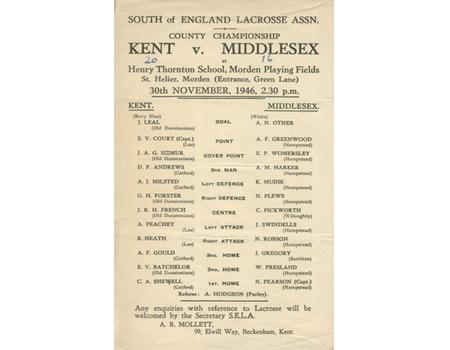 SOUTH of ENGLAND LACROSSE ASSN.
COUNTY CHAMPIONSHIP
KENT v. MIDDLESEX
20 at 16
Henry Thornton School, Morden Playing Fields
St. Helier, Morden (Entrance, Green Lane)
30th NOVEMBER, 1946, 2.30 p.m.
KENT. MIDDLESEX.
(Navy Blue) (White)
J. LEAL GOAL A. N. OTHER
(Old Dunstonians)
S. V. COURT (Capt.) POINT A. F. GREENWOOD
(Lee) (Hampstead)
J. A. G. SIZMUR COVER POINT E. P. WOMERSLEY
(Old Dunstonians) (Hampstead)
D. F. ANDREWS 3RD MAN A. M. HARKER
(Catford) (Hampstead)
A. J. MILSTED LEFT DEFENCE K. MUDIE
(Catford) (Hampstead)
G. H. FORSTER RIGHT DEFENCE N. PLEWS
(Old Dunstonians) (Hampstead)
J. R. H. FRENCH CENTRE C. PICKWORTH
(Old Dunstonians) (Willoughby)
A. PEACHEY LEFT ATTACK J. SWINDELLS
(Lee) (Hampstead)
R. HEATH RIGHT ATTACK N. ROBSON
(Lee) (Hampstead)
A. F. GOULD 3RD. HOME J. GREGORY
(Catford) (Surbiton)
E. V. BATCHELOR 2ND. HOME W. PRESLAND
(Old Dunstonians) (Hampstead)
C. A. SHEWELL 1ST. HOME N. PEARSON (Capt.)
(Catford) (Hampstead)
Referee: A. HODGSON (Purley).
Any enquiries with reference to Lacrosse will
be welcomed by the Secretary S.E.L.A.
A. R. MOLLETT,
99, Elwill Way, Beckenham, Kent.